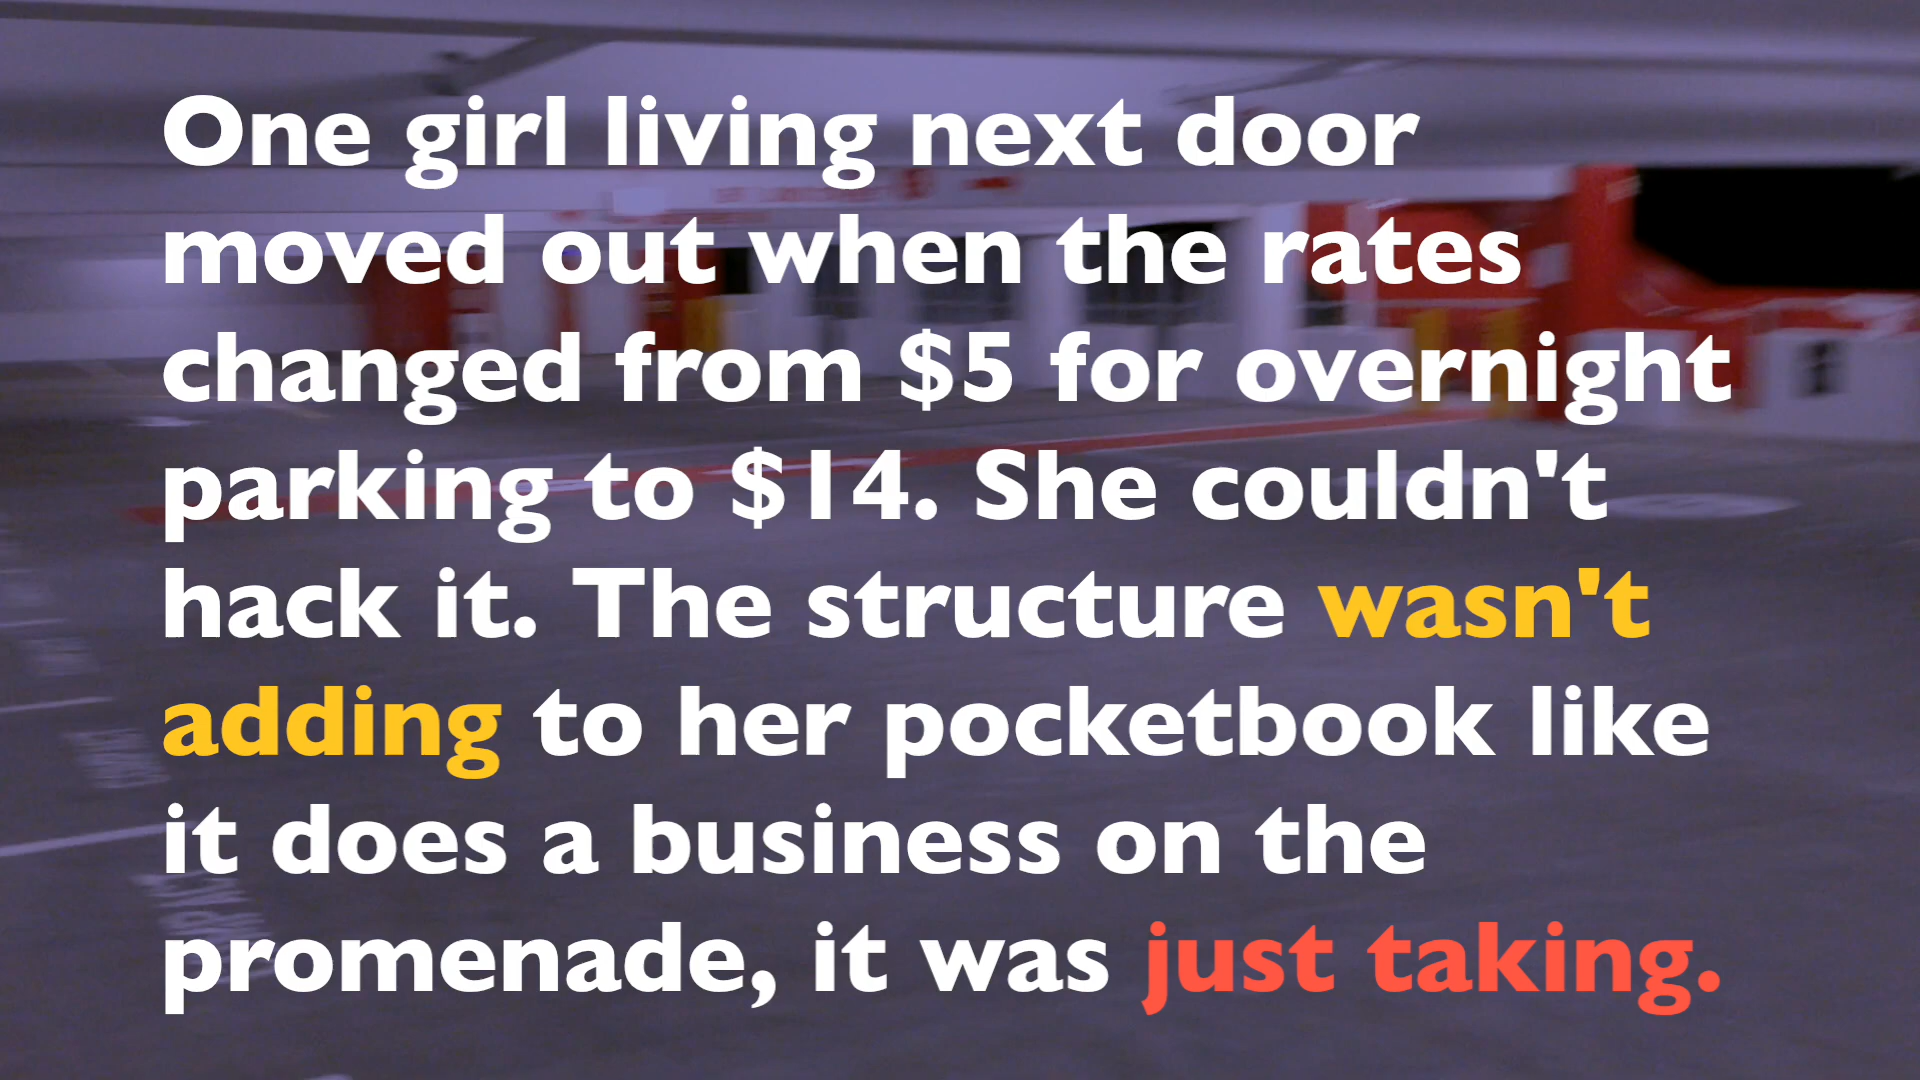 One girl living next door
moved out when the rates
changed from $5 for overnight
parking to $14. She couldn't
hack it. The structure wasn't
adding to her pocketbook like
it does a business on the
promenade, it was just taking.